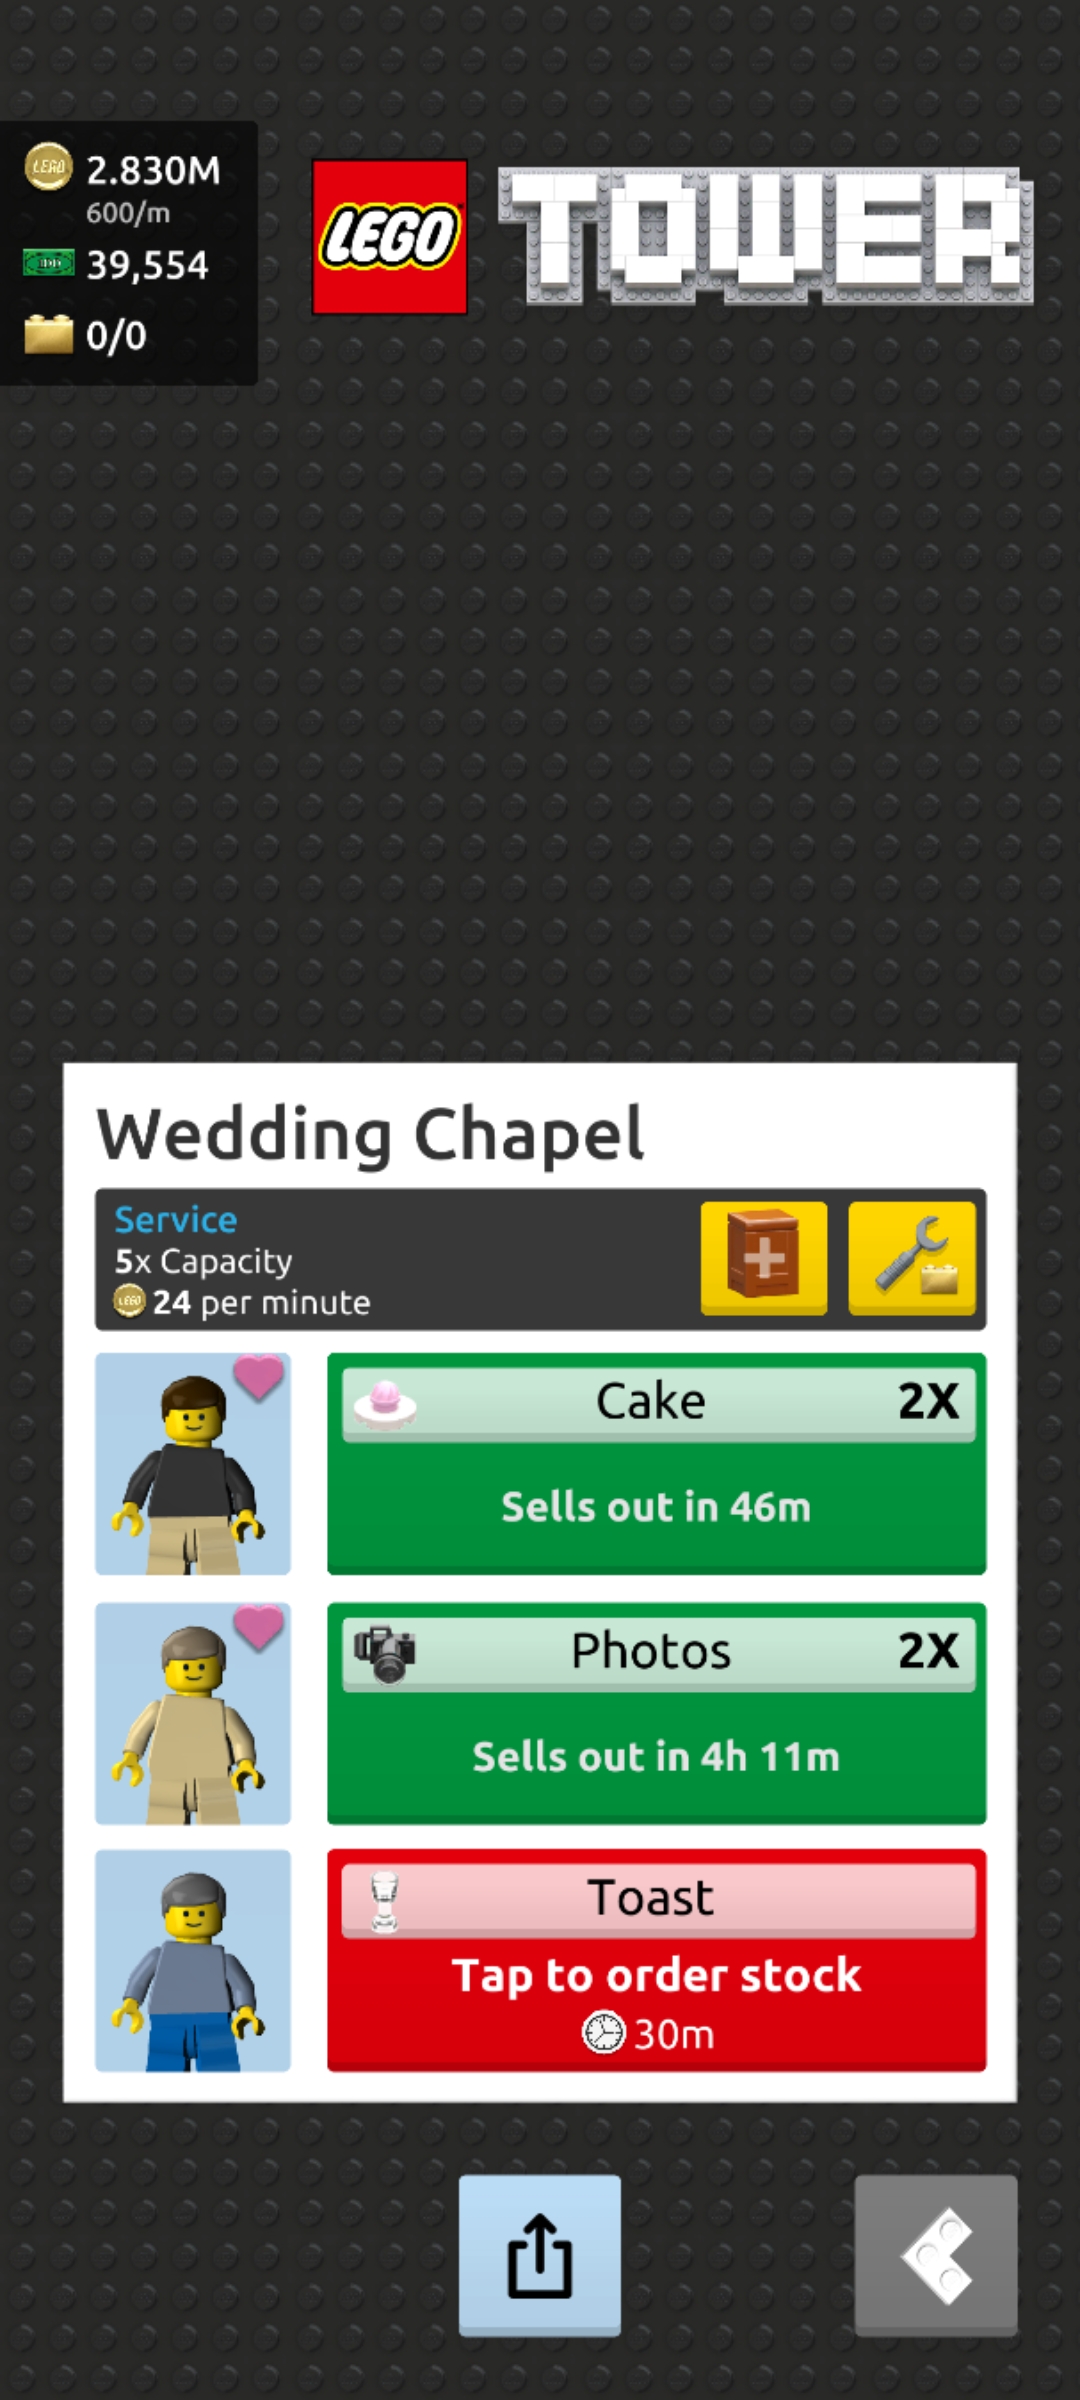 2.830M
600/m
39,554
0/0
LEGO TOWER
Wedding Chapel
Service
5x Capacity
24 per minute
Cake 2X
Sells out in 46m
Photos 2X
Sells out in 4h 11m
Toast
Tap to order stock
30m